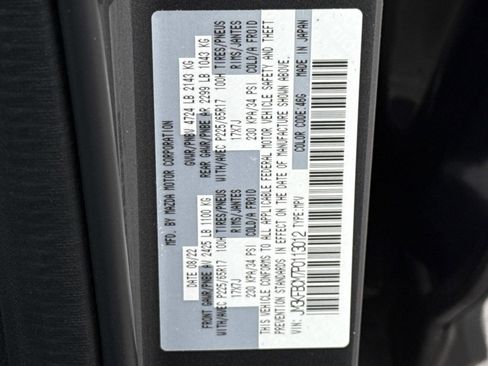 MFD. BY MAZDA MOTOR CORPORATION
DATE 08/22 GVWR/PNBV 4724 LB 2143 KG
FRONT GAWR/PNBE AV 2425 LB 1100 KG REAR GAWR/PNBE AR 2299 LB 1043 KG
WITH/AVEC P225/65R17 100H TIRES/PNEUS WITH/AVEC P225/65R17 100H TIRES/PNEUS
17X7J RIMS/JANTES 17X7J RIMS/JANTES
230 KPA/34 PSI COLD/A FROID 230 KPA/34 PSI COLD/A FROID
THIS VEHICLE CONFORMS TO ALL APPLICABLE FEDERAL MOTOR VEHICLE SAFETY AND THEFT
PREVENTION STANDARDS IN EFFECT ON THE DATE OF MANUFACTURE SHOWN ABOVE.
VIN: TYPE:MPV COLOR CODE:46G MADE IN JAPAN